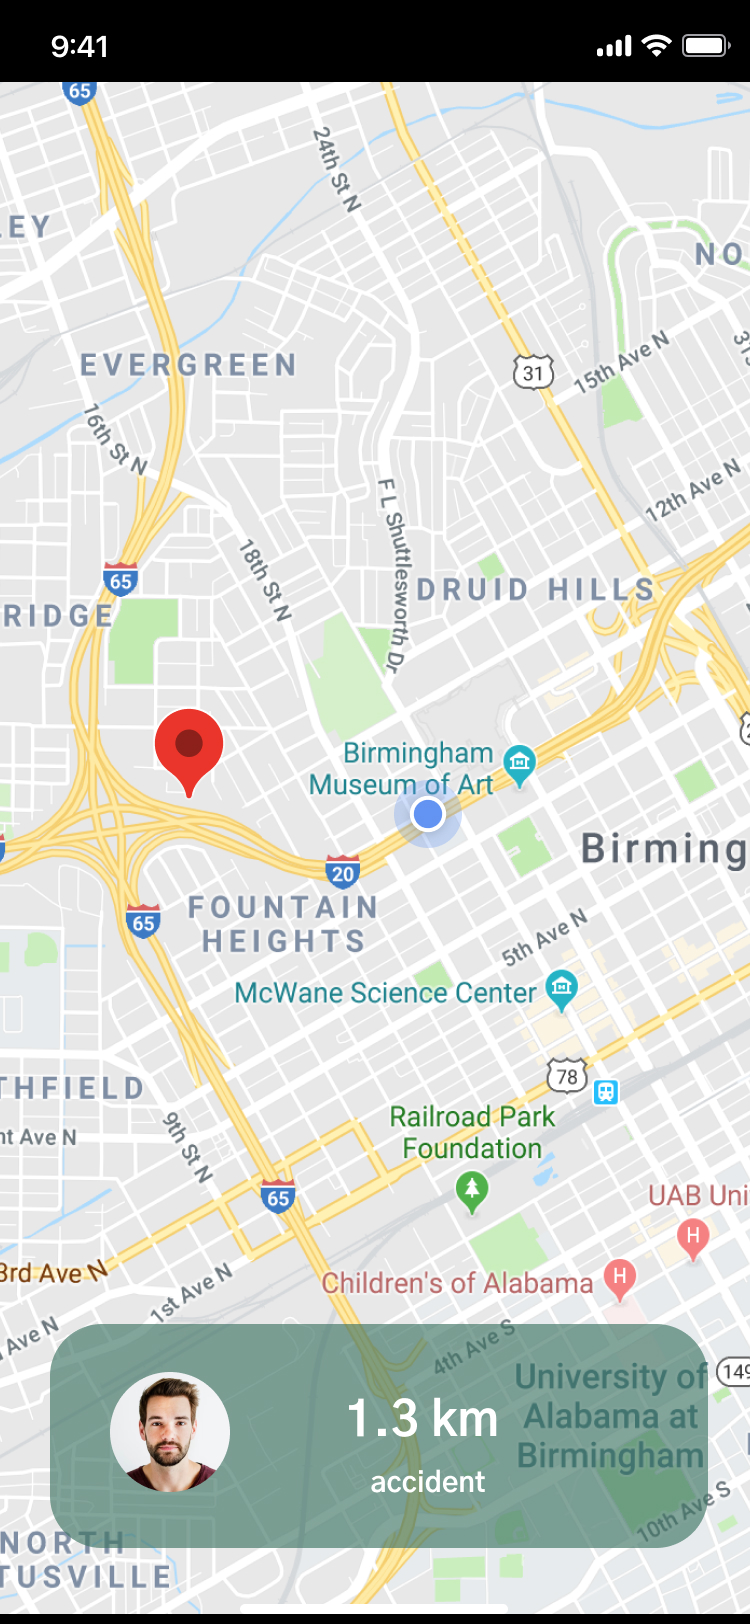 9:41
65
24th St N
LEY
NO
EVERGREEN
31
15th Ave N
16th St N
12th Ave N
F L Shuttlesworth Dr
18th St N
65
DRUID HILLS
RIDGE
Birmingham
Museum of Art
Birming
20
FOUNTAIN
HEIGHTS
65
5th Ave N
McWane Science Center
78
THFIELD
Railroad Park
Foundation
nt Ave N
9th St N
65
UAB Uni
H
3rd Ave N
1st Ave N
Children's of Alabama
H
Ave N
4th Ave S
149
University of
Alabama at
Birmingham
1.3 km
accident
10th Ave S
NORTH
TUSVILLE